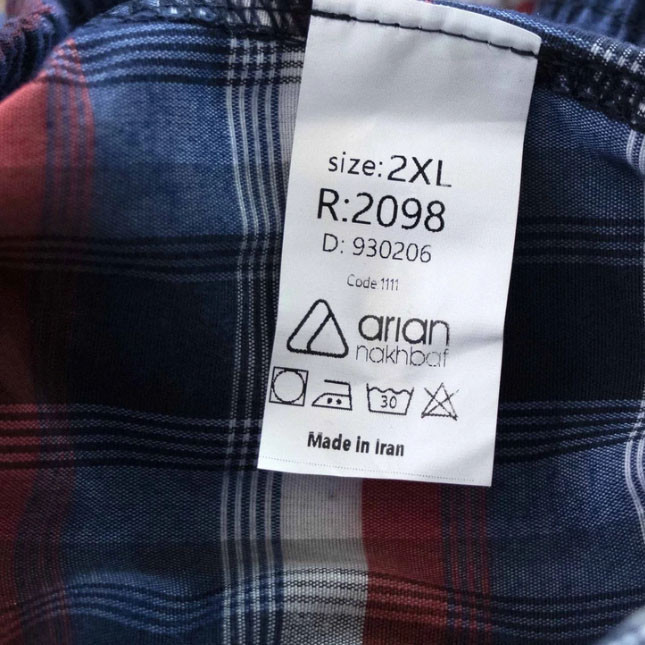 size: 2XL
R:2098
D: 930206
Code 1111
arian
nakhbaf
30
Made in Iran